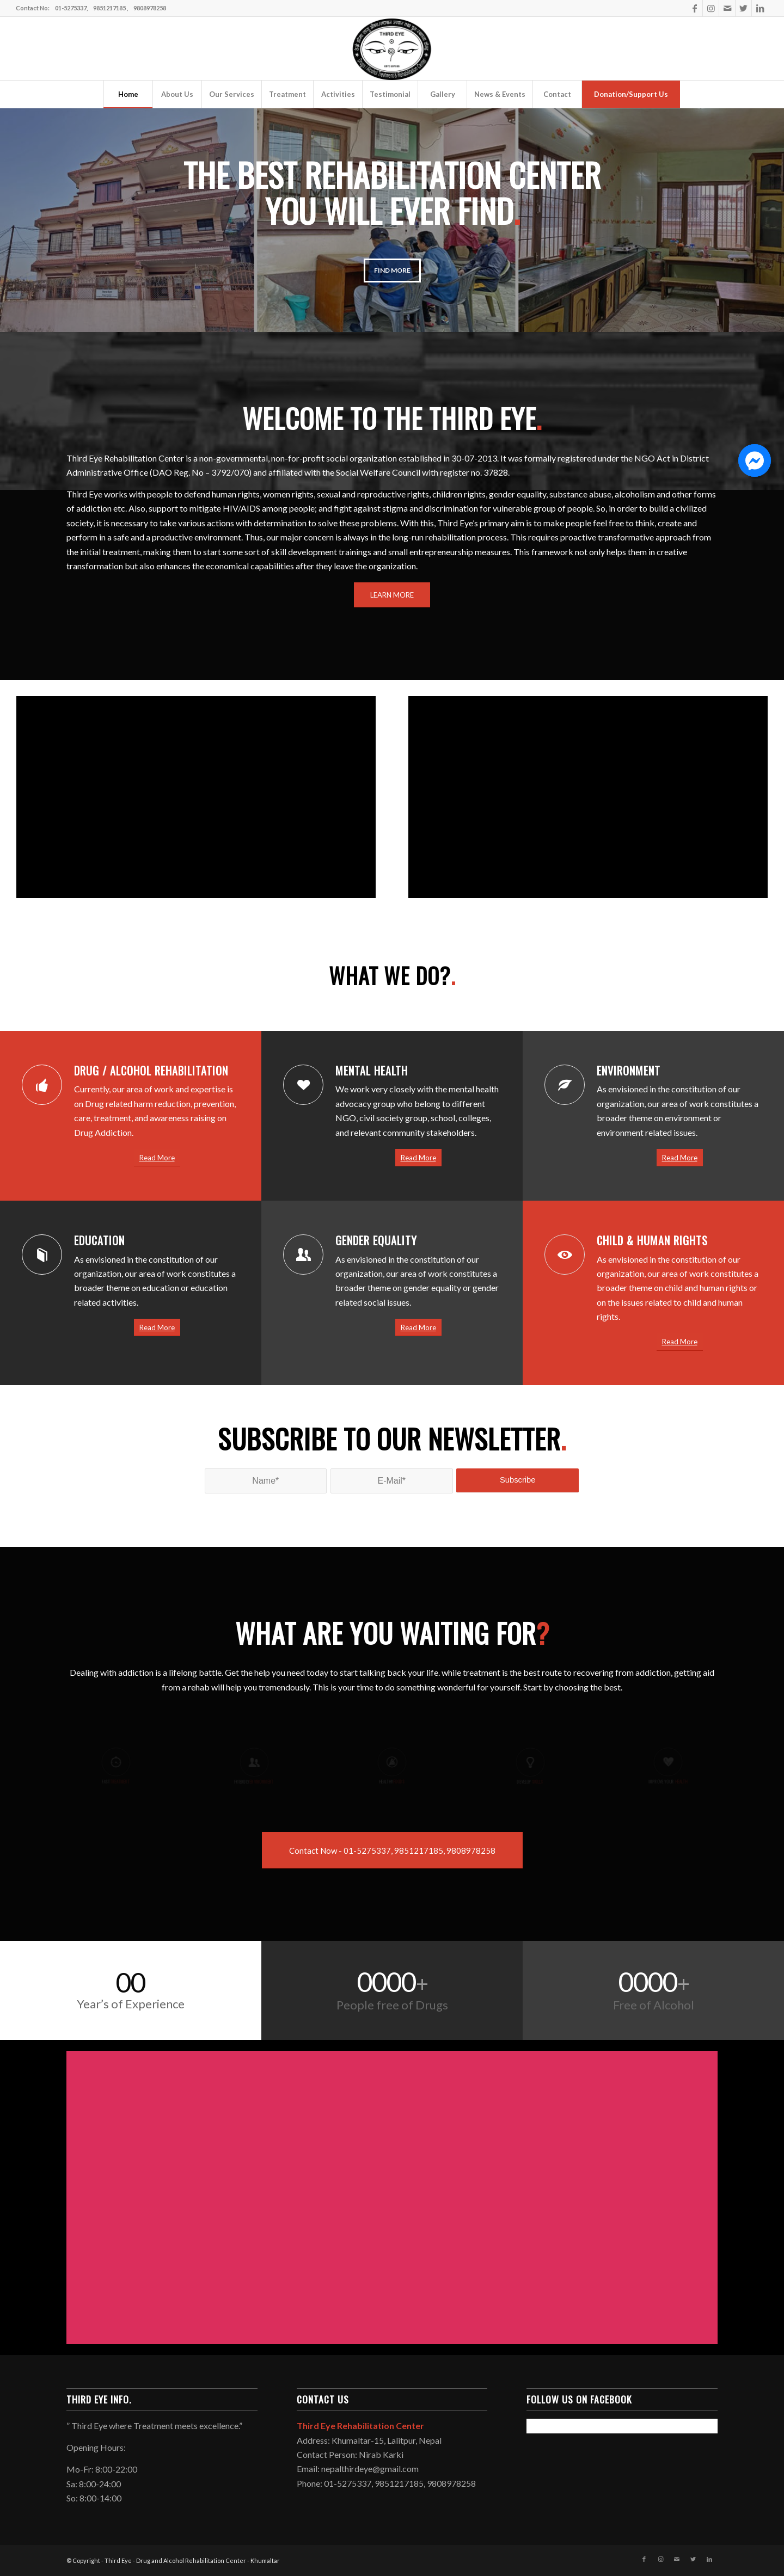 Contact No: 01-5275337, 9851217185, 9808978258
THIRD EYE
Home
About Us
Our Services
Treatment
Activities
Testimonial
Gallery
News & Events
Contact
Donation/Support Us
THE BEST REHABILITATION CENTER
YOU WILL EVER FIND.
FIND MORE
WELCOME TO THE THIRD EYE.
Third Eye Rehabilitation Center is a non-governmental, non-for-profit social organization established in 30-07-2013. It was formally registered under the NGO Act in District
Administrative Office (DAO Reg. No – 3792/070) and affiliated with the Social Welfare Council with register no. 37828.
Third Eye works with people to defend human rights, women rights, sexual and reproductive rights, children rights, gender equality, substance abuse, alcoholism and other forms
of addiction etc. Also, support to mitigate HIV/AIDS among people; and fight against stigma and discrimination for vulnerable group of people. So, in order to build a civilized
society, it is necessary to take various actions with determination to solve these problems. With this, Third Eye's primary aim is to make people feel free to think, create and
perform in a safe and a productive environment. Thus, our major concern is always in the long-run rehabilitation process. This requires proactive transformative approach from
the initial treatment, making them to start some sort of skill development trainings and small entrepreneurship measures. This framework not only helps them in creative
transformation but also enhances the economical capabilities after they leave the organization.
LEARN MORE
WHAT WE DO?.
DRUG / ALCOHOL REHABILITATION
Currently, our area of work and expertise is
on Drug related harm reduction, prevention,
care, treatment, and awareness raising on
Drug Addiction.
Read More
MENTAL HEALTH
We work very closely with the mental health
advocacy group who belong to different
NGO, civil society group, school, colleges,
and relevant community stakeholders.
Read More
ENVIRONMENT
As envisioned in the constitution of our
organization, our area of work constitutes a
broader theme on environment or
environment related issues.
Read More
EDUCATION
As envisioned in the constitution of our
organization, our area of work constitutes a
broader theme on education or education
related activities.
Read More
GENDER EQUALITY
As envisioned in the constitution of our
organization, our area of work constitutes a
broader theme on gender equality or gender
related social issues.
Read More
CHILD & HUMAN RIGHTS
As envisioned in the constitution of our
organization, our area of work constitutes a
broader theme on child and human rights or
on the issues related to child and human
rights.
Read More
SUBSCRIBE TO OUR NEWSLETTER.
Name*
E-Mail*
Subscribe
WHAT ARE YOU WAITING FOR?
Dealing with addiction is a lifelong battle. Get the help you need today to start talking back your life. while treatment is the best route to recovering from addiction, getting aid
from a rehab will help you tremendously. This is your time to do something wonderful for yourself. Start by choosing the best.
Contact Now - 01-5275337, 9851217185, 9808978258
00
Year's of Experience
0000+
People free of Drugs
0000+
Free of Alcohol
THIRD EYE INFO.
" Third Eye where Treatment meets excellence."
Opening Hours:
Mo-Fr: 8:00-22:00
Sa: 8:00-24:00
So: 8:00-14:00
CONTACT US
Third Eye Rehabilitation Center
Address: Khumaltar-15, Lalitpur, Nepal
Contact Person: Nirab Karki
Email: nepalthirdeye@gmail.com
Phone: 01-5275337, 9851217185, 9808978258
FOLLOW US ON FACEBOOK
© Copyright - Third Eye - Drug and Alcohol Rehabilitation Center - Khumaltar